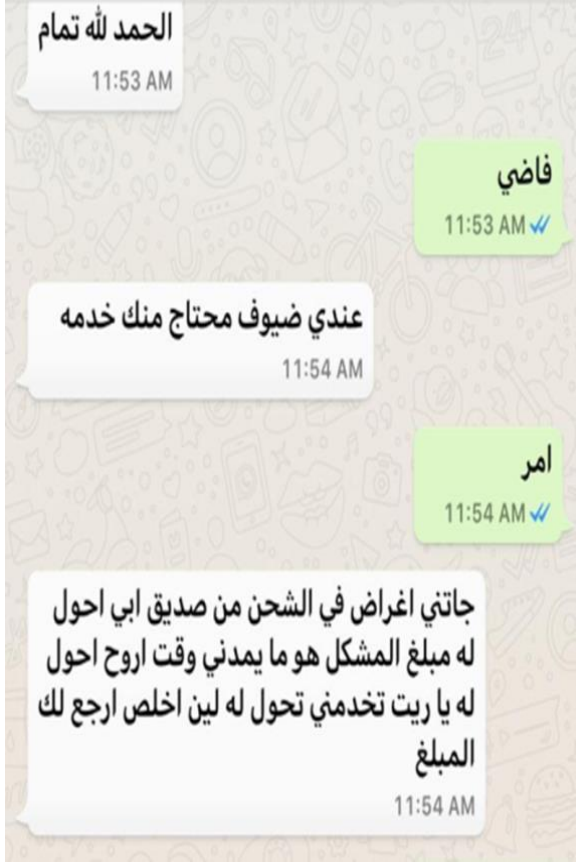 الحمد لله تمام
11:53 AM
فاضي
11:53 AM
عندي ضيوف محتاج منك خدمه
11:54 AM
امر
11:54 AM
جاتني اغراض في الشحن من صديق ابي احول
له مبلغ المشكل هو ما يمدني وقت اروح احول
له يا ريت تخدمني تحول له لين اخلص ارجع لك
المبلغ
11:54 AM